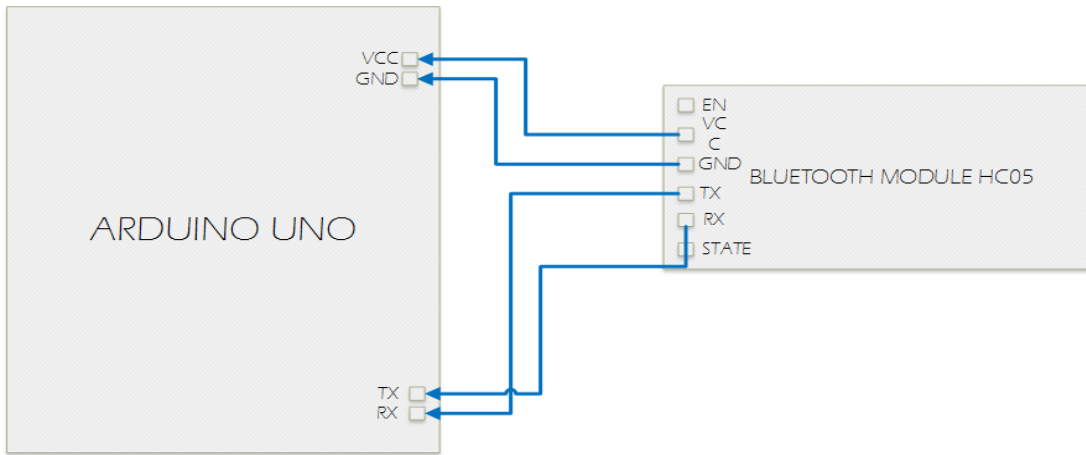 VCC
GND
ARDUINO UNO
TX
RX
EN
VC
C
GND
TX
RX
STATE
BLUETOOTH MODULE HC05